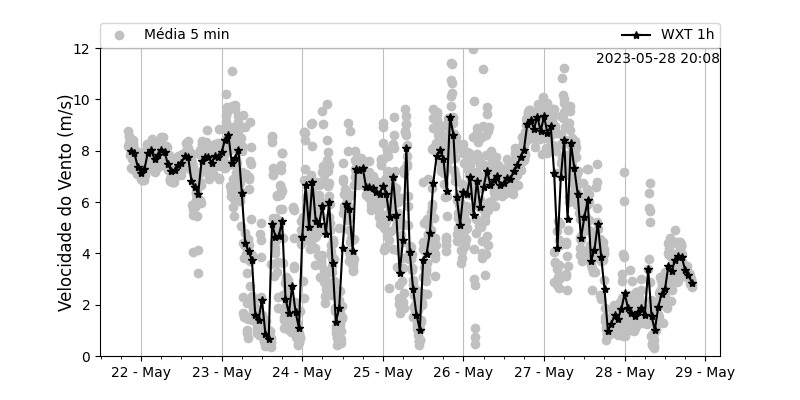 Média 5 min
WXT 1h
2023-05-28 20:08
Velocidade do Vento (m/s)
12
10
8
6
4
2
0
22 - May
23 - May
24 - May
25 - May
26 - May
27 - May
28 - May
29 - May